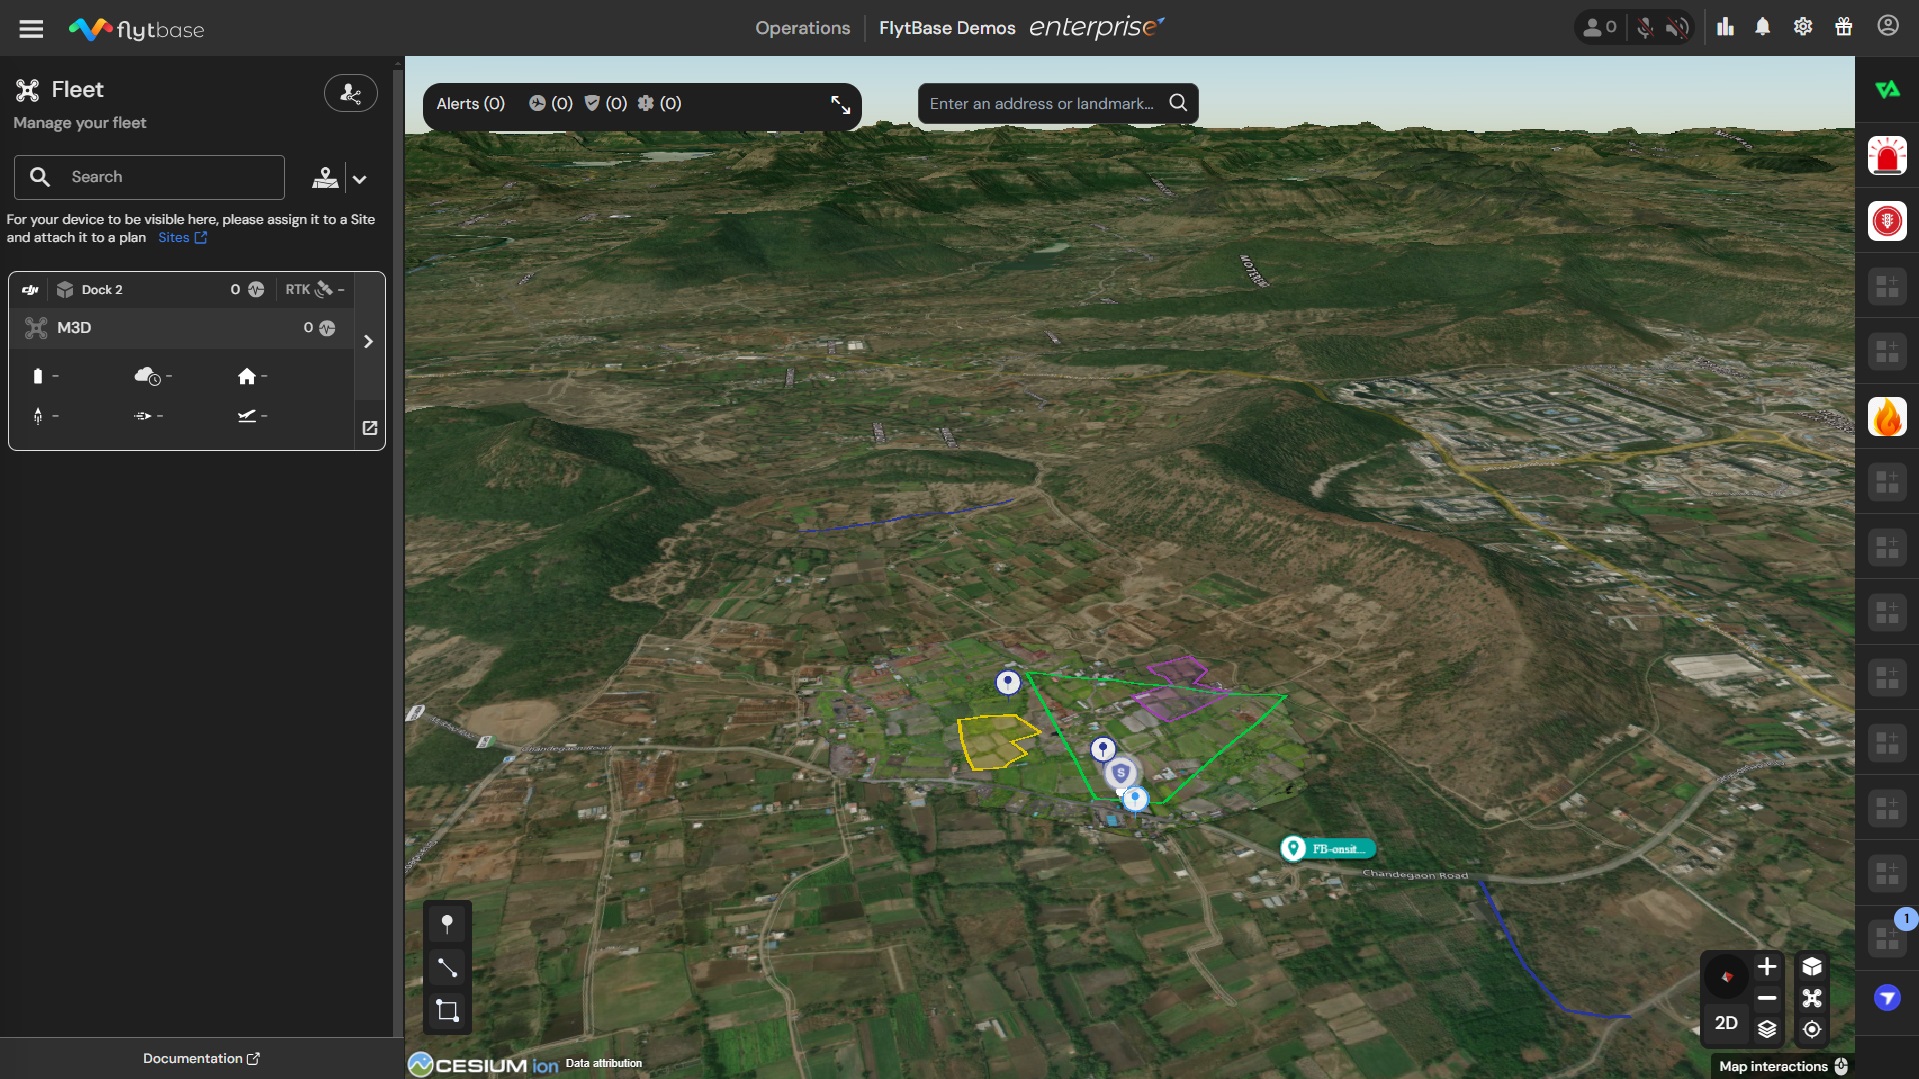 flytbase
Operations
FlytBase Demos
enterprise
0
Fleet
Manage your fleet
Search
For your device to be visible here, please assign it to a Site
and attach it to a plan Sites
dji
Dock 2
0
RTK
–
M3D
0
–
–
–
–
–
–
Documentation
Alerts (0)
(0)
(0)
(0)
Enter an address or landmark...
S
FB-onsit...
Chandegaon Road
Chandegaon Road
1
2D
CESIUM ion
Data attribution
Map interactions